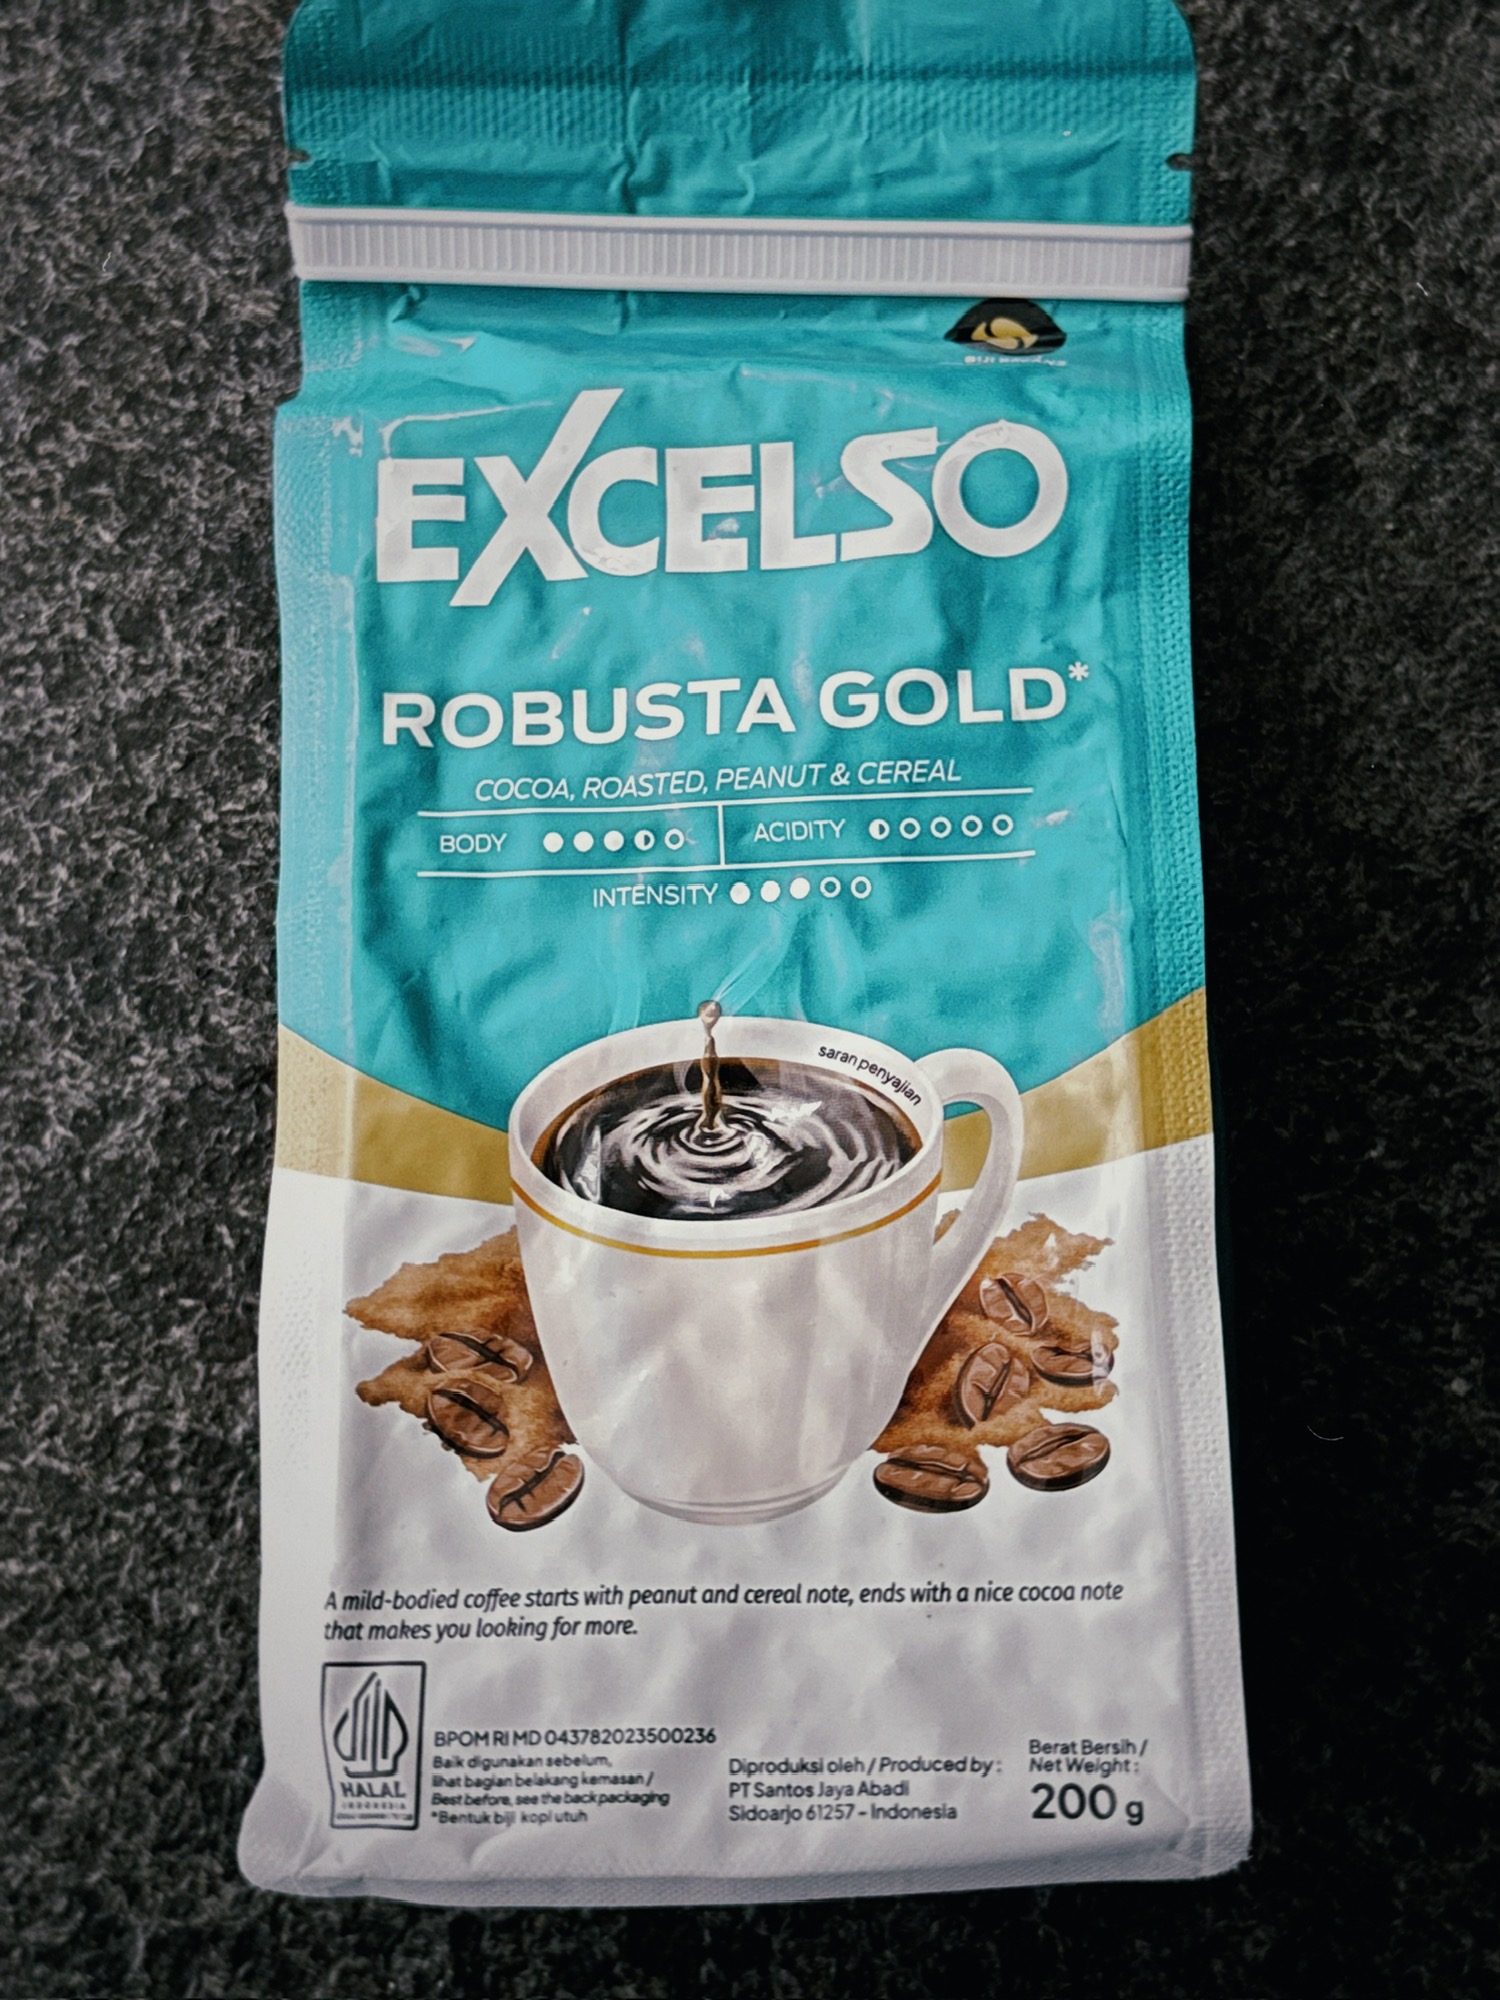 EXCELSO
ROBUSTA GOLD*
COCOA, ROASTED, PEANUT & CEREAL
BODY
ACIDITY
INTENSITY
saran penyajian
A mild-bodied coffee starts with peanut and cereal note, ends with a nice cocoa note
that makes you looking for more.
HALAL
INDONESIA
BPOM RI MD 043782023500236
Baik digunakan sebelum,
lihat bagian belakang kemasan /
Best before, see the back packaging
*Bentuk biji kopi utuh
Diproduksi oleh / Produced by :
PT Santos Jaya Abadi
Sidoarjo 61257 - Indonesia
Berat Bersih /
Net Weight :
200 g